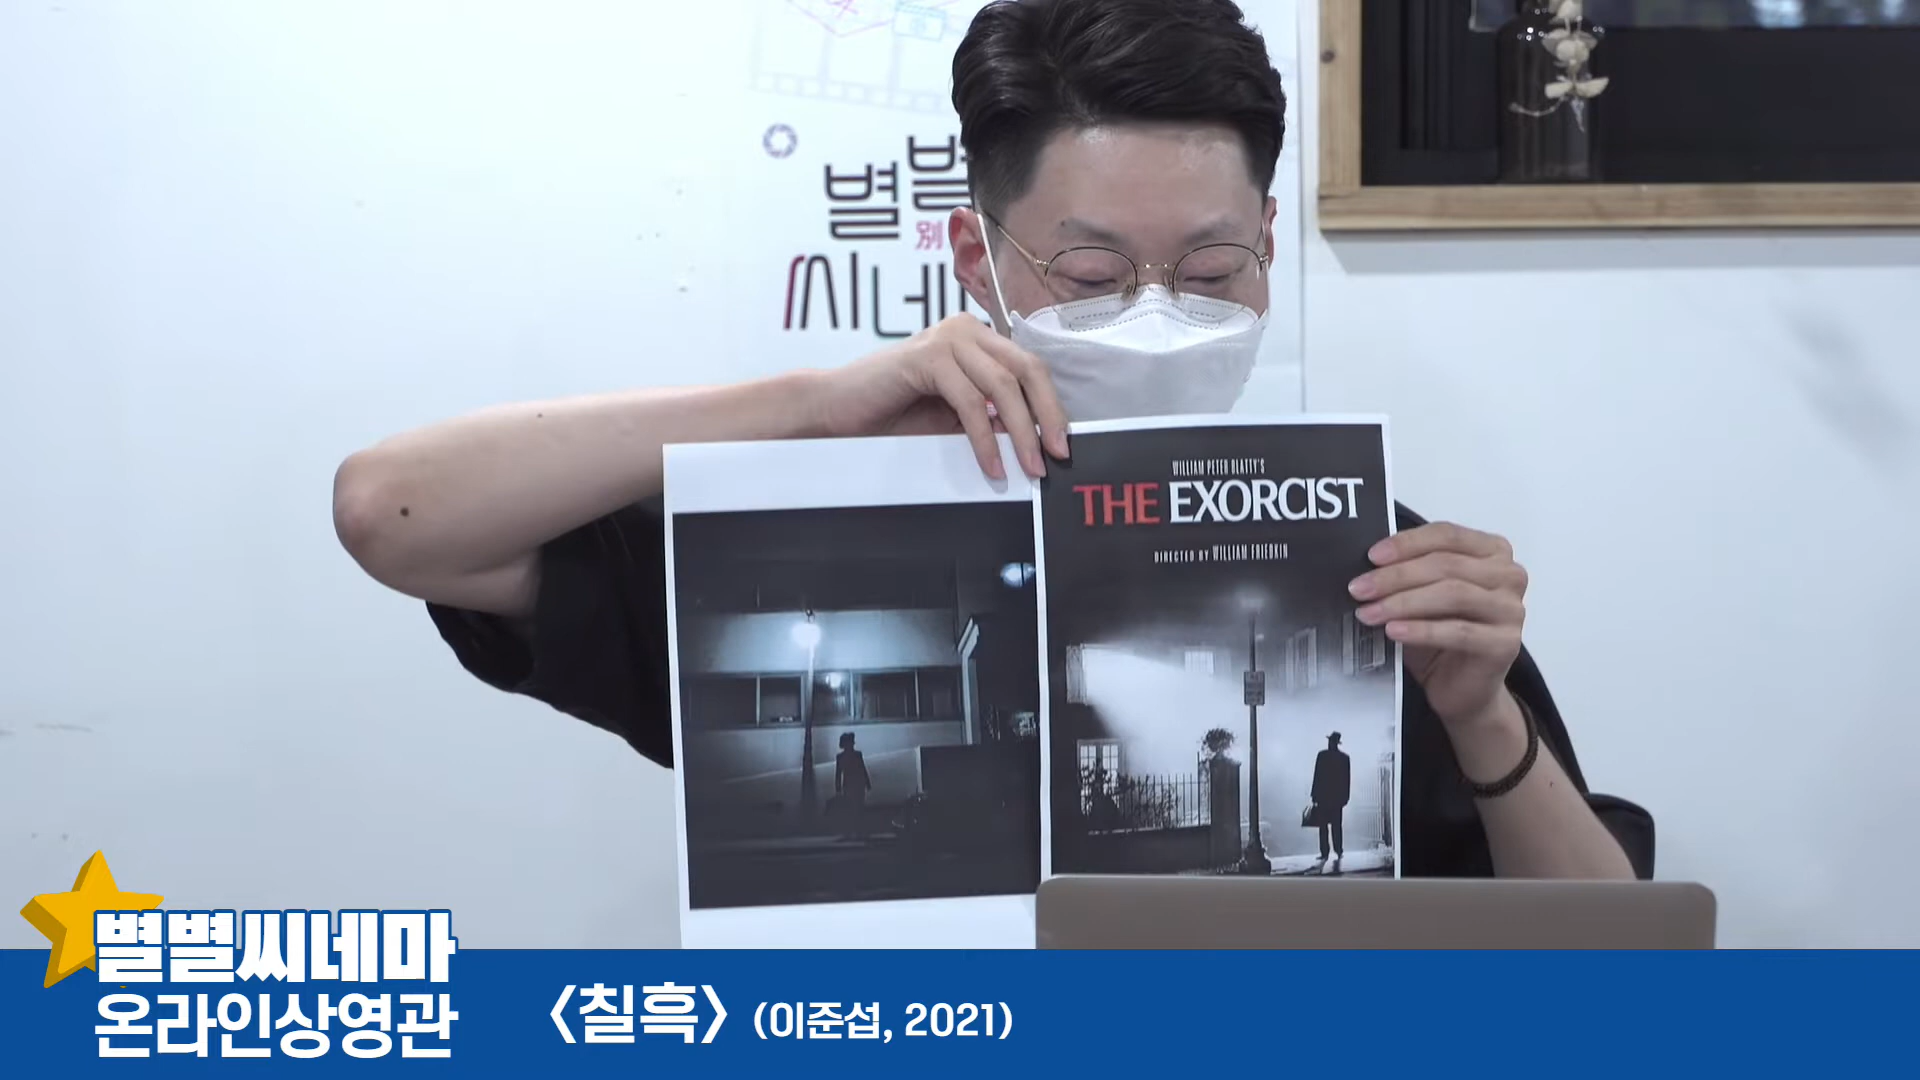 별별
別
씨네
WILLIAM PETER BLATTY'S
THE EXORCIST
DIRECTED BY WILLIAM FRIEDKIN
별별씨네마
온라인상영관
〈칠흑〉 (이준섭, 2021)